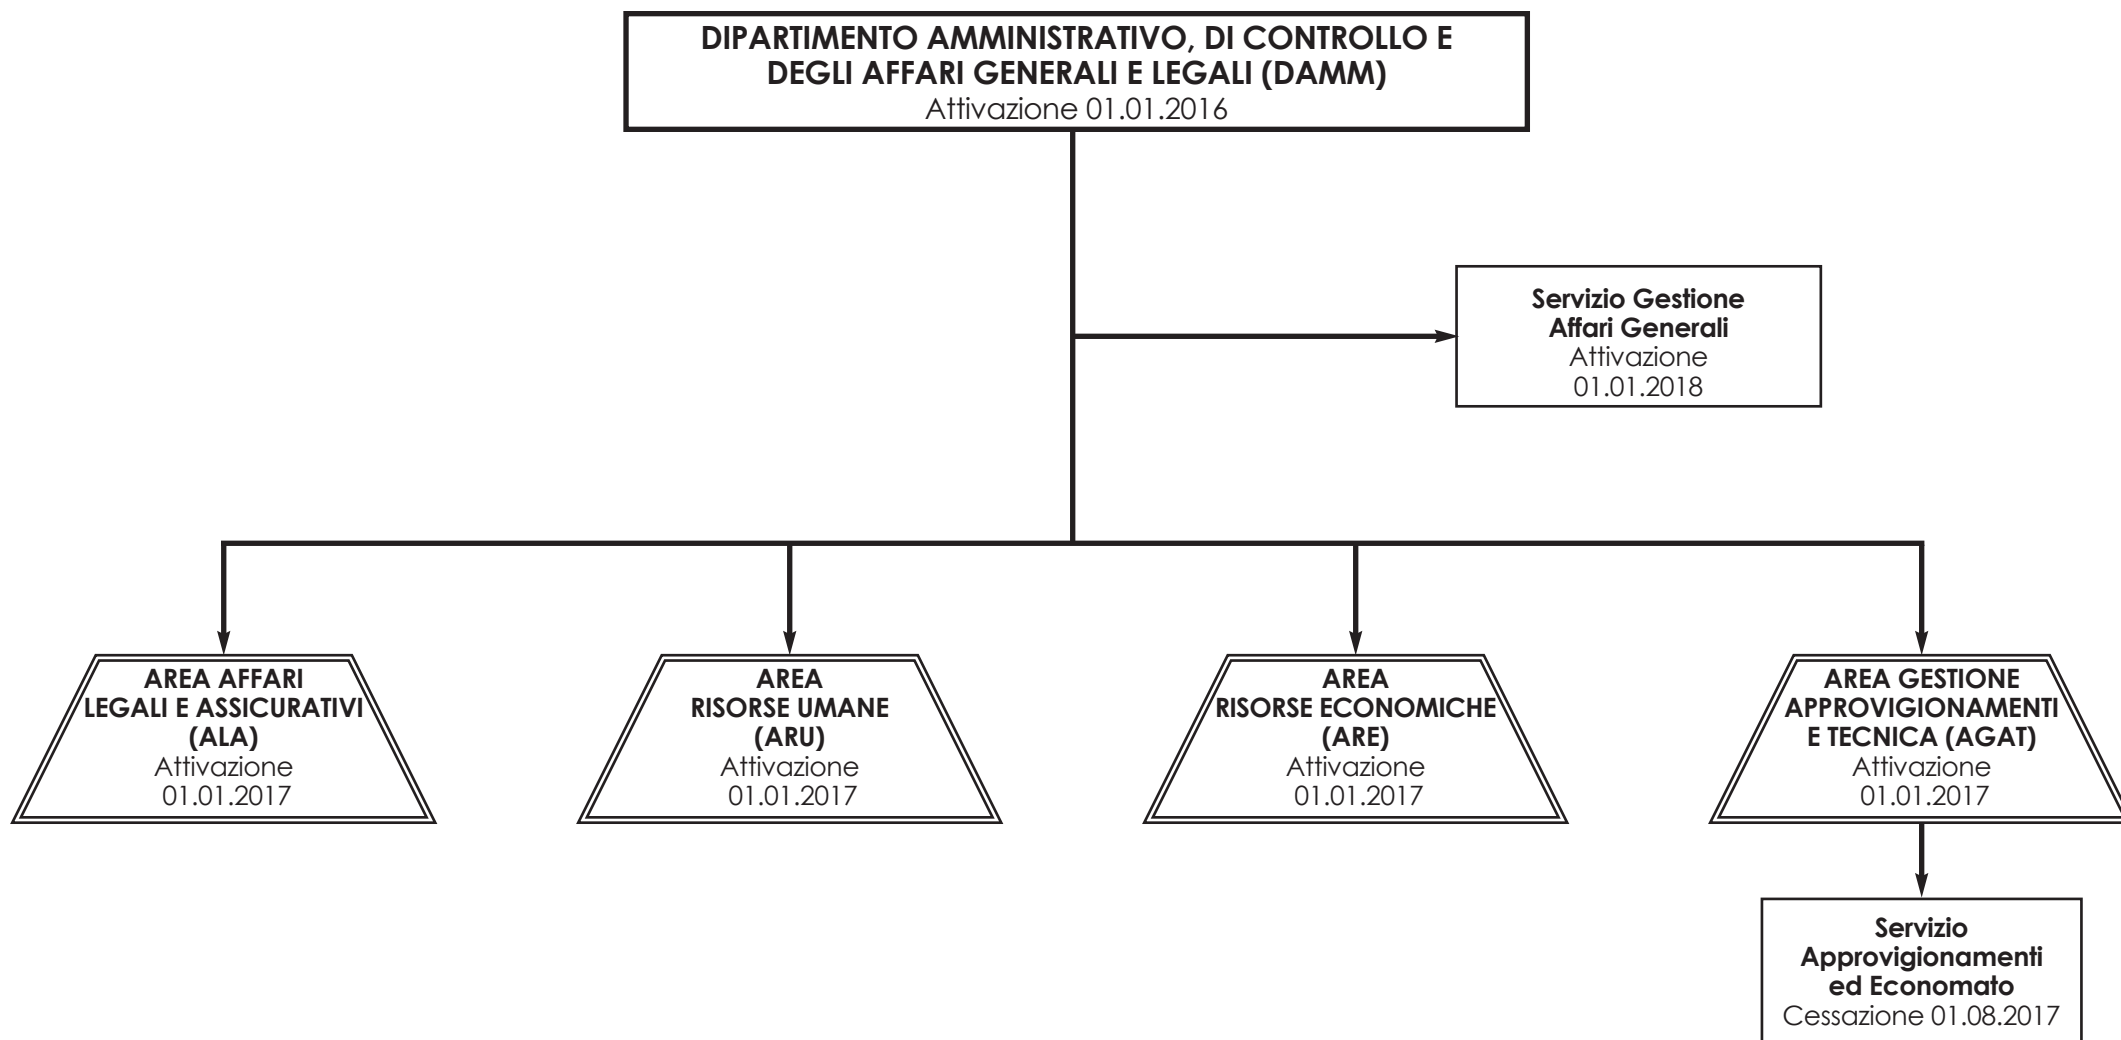 DIPARTIMENTO AMMINISTRATIVO, DI CONTROLLO E
DEGLI AFFARI GENERALI E LEGALI (DAMM)
Attivazione 01.01.2016
Servizio Gestione
Affari Generali
Attivazione
01.01.2018
AREA AFFARI
LEGALI E ASSICURATIVI
(ALA)
Attivazione
01.01.2017
AREA
RISORSE UMANE
(ARU)
Attivazione
01.01.2017
AREA
RISORSE ECONOMICHE
(ARE)
Attivazione
01.01.2017
AREA GESTIONE
APPROVIGIONAMENTI
E TECNICA (AGAT)
Attivazione
01.01.2017
Servizio
Approvigionamenti
ed Economato
Cessazione 01.08.2017